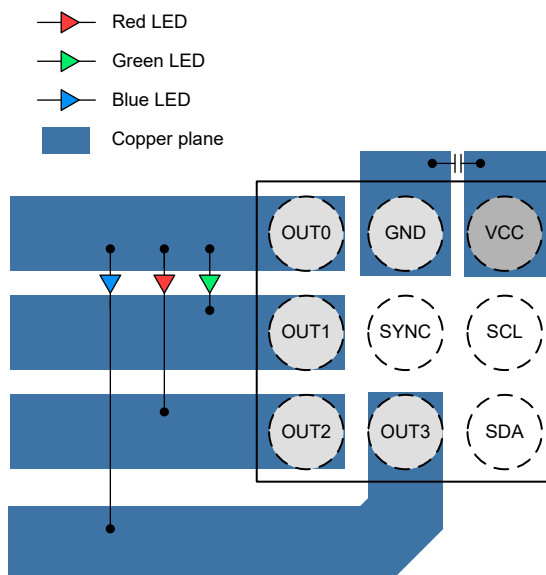 Red LED
Green LED
Blue LED
Copper plane
OUT0 GND VCC
OUT1 SYNC SCL
OUT2 OUT3 SDA